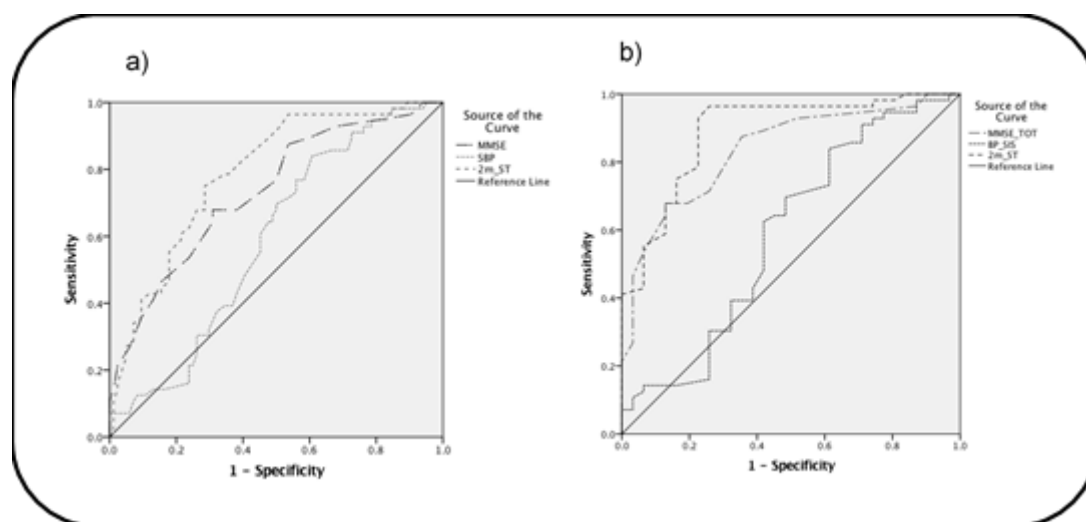 a)
1.0
0.8
0.6
0.4
0.2
0.0
Sensitivity
0.0 0.2 0.4 0.6 0.8 1.0
1 - Specificity
Source of the
Curve
MMSE
SBP
2m_ST
Reference Line
b)
1.0
0.8
0.6
0.4
0.2
0.0
Sensitivity
0.0 0.2 0.4 0.6 0.8 1.0
1 - Specificity
Source of the
Curve
MMSE_TOT
BP_SIS
2m_ST
Reference Line